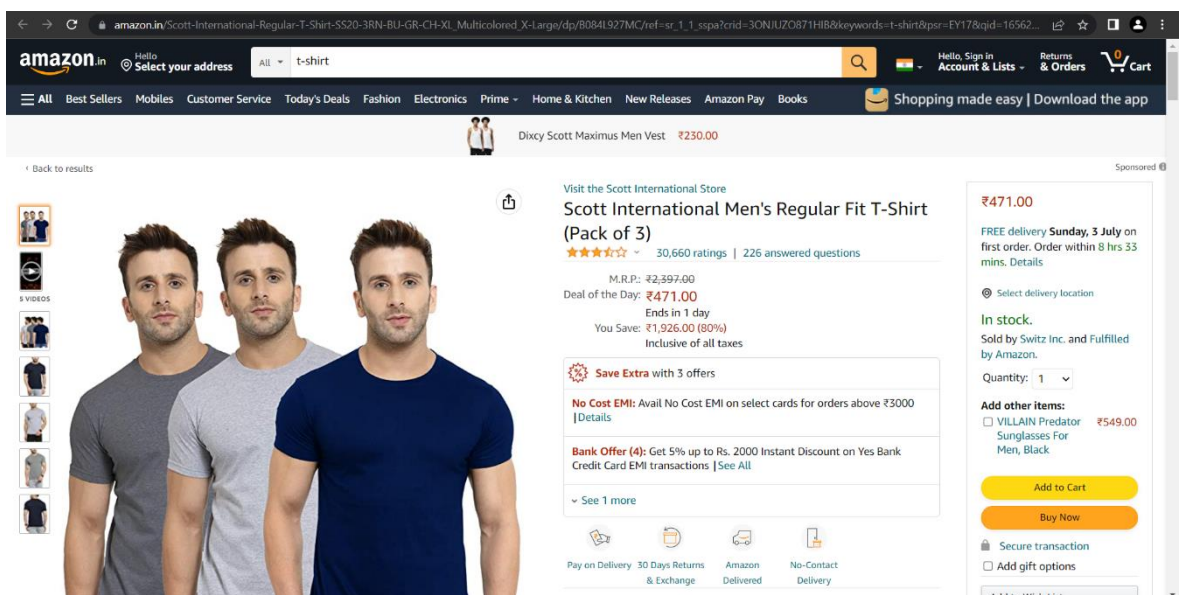 amazon.in/Scott-International-Regular-T-Shirt-SS20-3RN-BU-GR-CH-XL_Multicolored_X-Large/dp/B084L927MC/ref=sr_1_1_sspa?crid=3ONJUZO871HIB&keywords=t-shirt&psr=EY17&qid=16562...
amazon.in
Hello
Select your address
All
t-shirt
Hello, Sign in
Account & Lists
Returns
& Orders
0
Cart
All Best Sellers Mobiles Customer Service Today's Deals Fashion Electronics Prime Home & Kitchen New Releases Amazon Pay Books
Shopping made easy | Download the app
Dixcy Scott Maximus Men Vest ₹230.00
‹ Back to results
Sponsored
5 VIDEOS
Visit the Scott International Store
Scott International Men's Regular Fit T-Shirt
(Pack of 3)
30,660 ratings | 226 answered questions
M.R.P.: ₹2,397.00
Deal of the Day: ₹471.00
Ends in 1 day
You Save: ₹1,926.00 (80%)
Inclusive of all taxes
Save Extra with 3 offers
No Cost EMI: Avail No Cost EMI on select cards for orders above ₹3000
| Details
Bank Offer (4): Get 5% up to Rs. 2000 Instant Discount on Yes Bank
Credit Card EMI transactions | See All
See 1 more
Pay on Delivery
30 Days Returns
& Exchange
Amazon
Delivered
No-Contact
Delivery
₹471.00
FREE delivery Sunday, 3 July on
first order. Order within 8 hrs 33
mins. Details
Select delivery location
In stock.
Sold by Switz Inc. and Fulfilled
by Amazon.
Quantity: 1
Add other items:
VILLAIN Predator ₹549.00
Sunglasses For
Men, Black
Add to Cart
Buy Now
Secure transaction
Add gift options